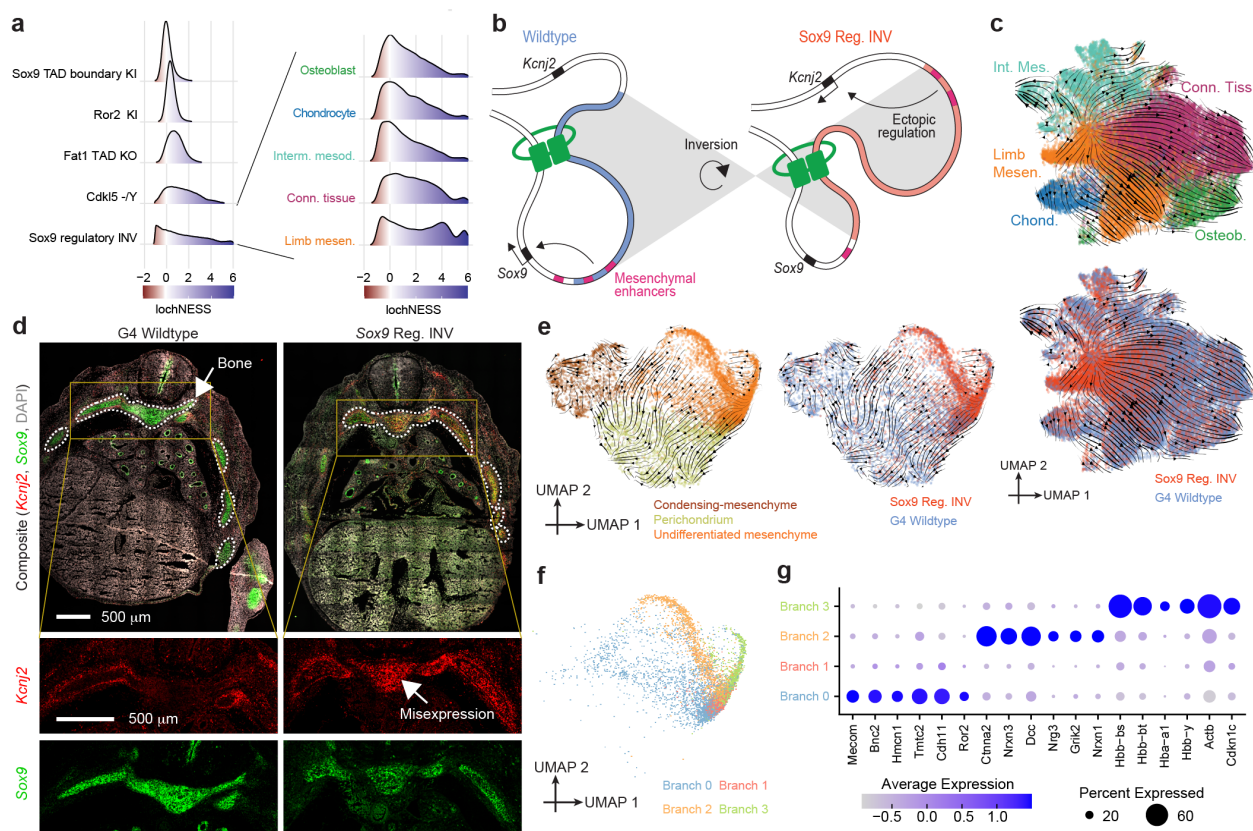 a
Sox9 TAD boundary KI
Ror2 KI
Fat1 TAD KO
Cdkl5 -/Y
Sox9 regulatory INV
−2 0 2 4 6
lochNESS
Osteoblast
Chondrocyte
Interm. mesod.
Conn. tissue
Limb mesen.
−2 0 2 4 6
lochNESS
b
Wildtype
Kcnj2
Sox9
Mesenchymal
enhancers
Inversion
Sox9 Reg. INV
Kcnj2
Ectopic
regulation
Sox9
c
Int. Mes.
Conn. Tiss
Limb
Mesen.
Chond.
Osteob.
UMAP 2
UMAP 1
Sox9 Reg. INV
G4 Wildtype
d
G4 Wildtype
Sox9 Reg. INV
Composite (Kcnj2, Sox9, DAPI)
Bone
500 μm
Kcnj2
500 μm
Misexpression
Sox9
e
UMAP 2
UMAP 1
Condensing-mesenchyme
Perichondrium
Undifferentiated mesenchyme
Sox9 Reg. INV
G4 Wildtype
f
UMAP 2
UMAP 1
Branch 0 Branch 1
Branch 2 Branch 3
g
Branch 3
Branch 2
Branch 1
Branch 0
Mecom
Bnc2
Hmcn1
Tmtc2
Cdh11
Ror2
Ctnna2
Nrxn3
Dcc
Nrg3
Grik2
Nrxn1
Hbb-bs
Hbb-bt
Hba-a1
Hbb-y
Actb
Cdkn1c
Average Expression
−0.5 0.0 0.5 1.0
Percent Expressed
20 60